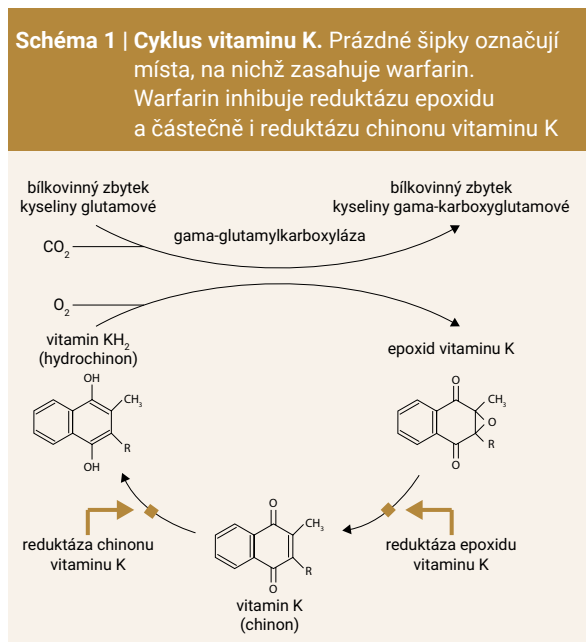 Schéma 1 | Cyklus vitaminu K. Prázdné šipky označují
místa, na nichž zasahuje warfarin.
Warfarin inhibuje reduktázu epoxidu
a částečně i reduktázu chinonu vitaminu K
bílkovinný zbytek
kyseliny glutamové
bílkovinný zbytek
kyseliny gama-karboxyglutamové
gama-glutamylkarboxyláza
CO₂
O₂
vitamin KH₂
(hydrochinon)
epoxid vitaminu K
OH
CH₃
R
OH
O
CH₃
O
R
O
reduktáza chinonu
vitaminu K
O
CH₃
R
O
reduktáza epoxidu
vitaminu K
vitamin K
(chinon)